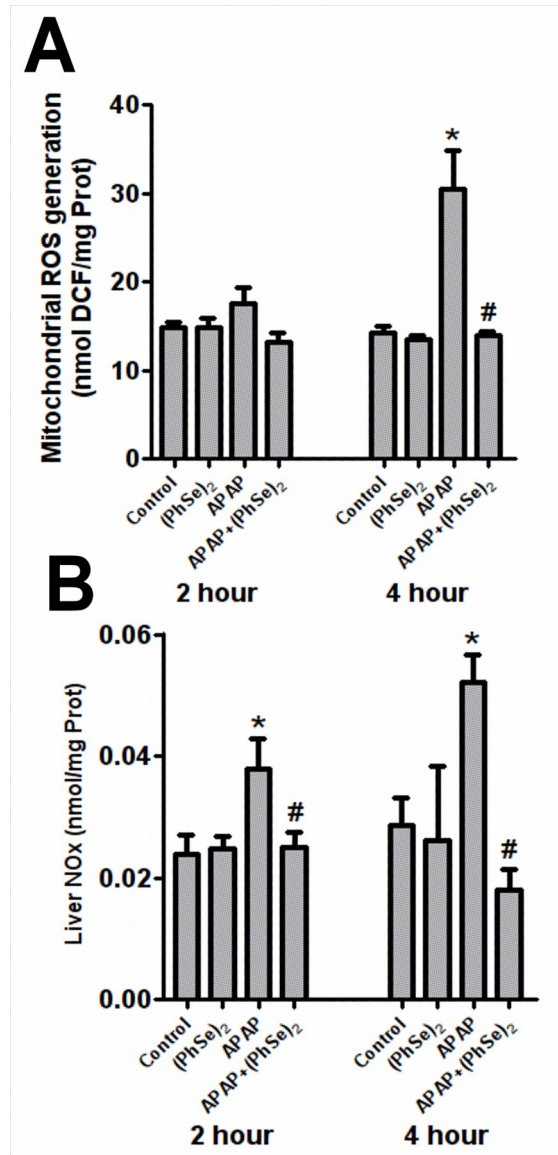 A
Mitochondrial ROS generation
(nmol DCF/mg Prot)
40
30
20
10
0
*
#
Control
(PhSe)₂
APAP
APAP+(PhSe)₂
Control
(PhSe)₂
APAP
APAP+(PhSe)₂
2 hour
4 hour
B
Liver NOx (nmol/mg Prot)
0.06
0.04
0.02
0.00
*
#
*
#
Control
(PhSe)₂
APAP
APAP+(PhSe)₂
Control
(PhSe)₂
APAP
APAP+(PhSe)₂
2 hour
4 hour